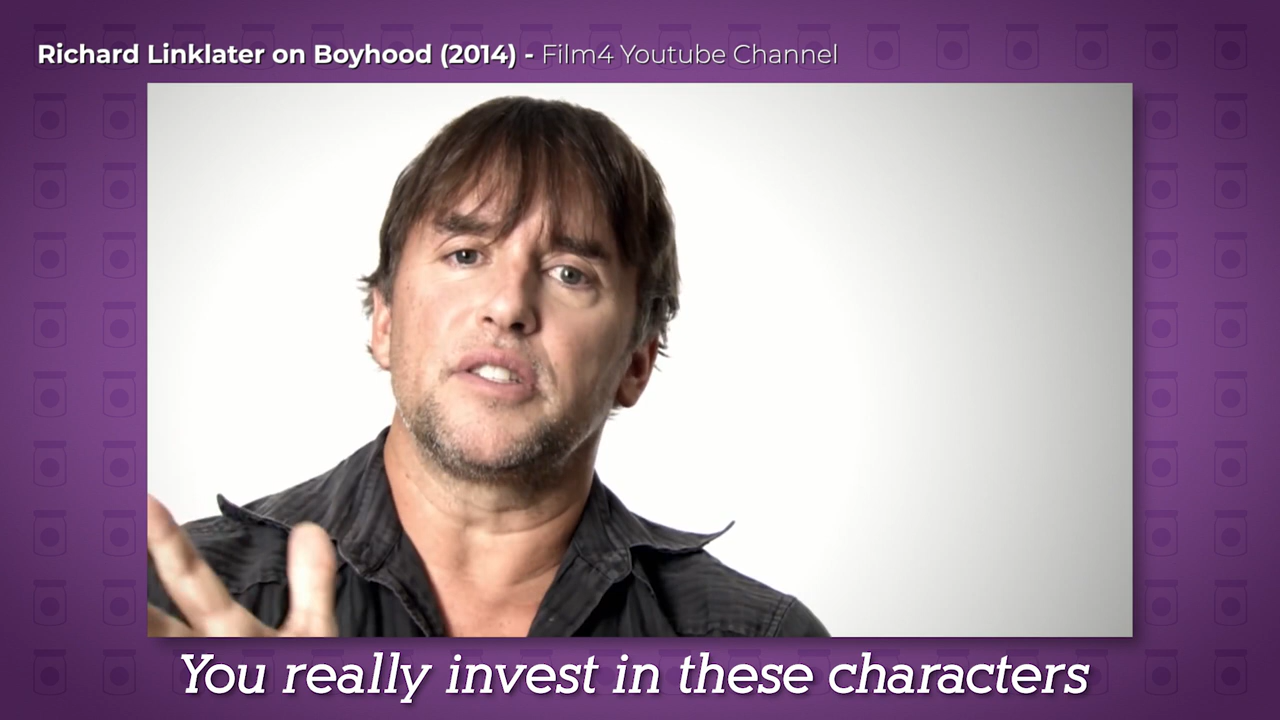 Richard Linklater on Boyhood (2014) - Film4 Youtube Channel
You really invest in these characters